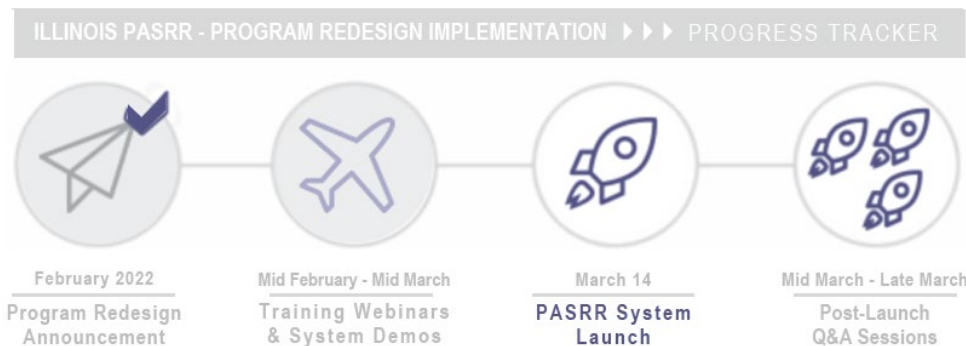 ILLINOIS PASRR - PROGRAM REDESIGN IMPLEMENTATION PROGRESS TRACKER
February 2022
Program Redesign
Announcement
Mid February - Mid March
Training Webinars
& System Demos
March 14
PASRR System
Launch
Mid March - Late March
Post-Launch
Q&A Sessions